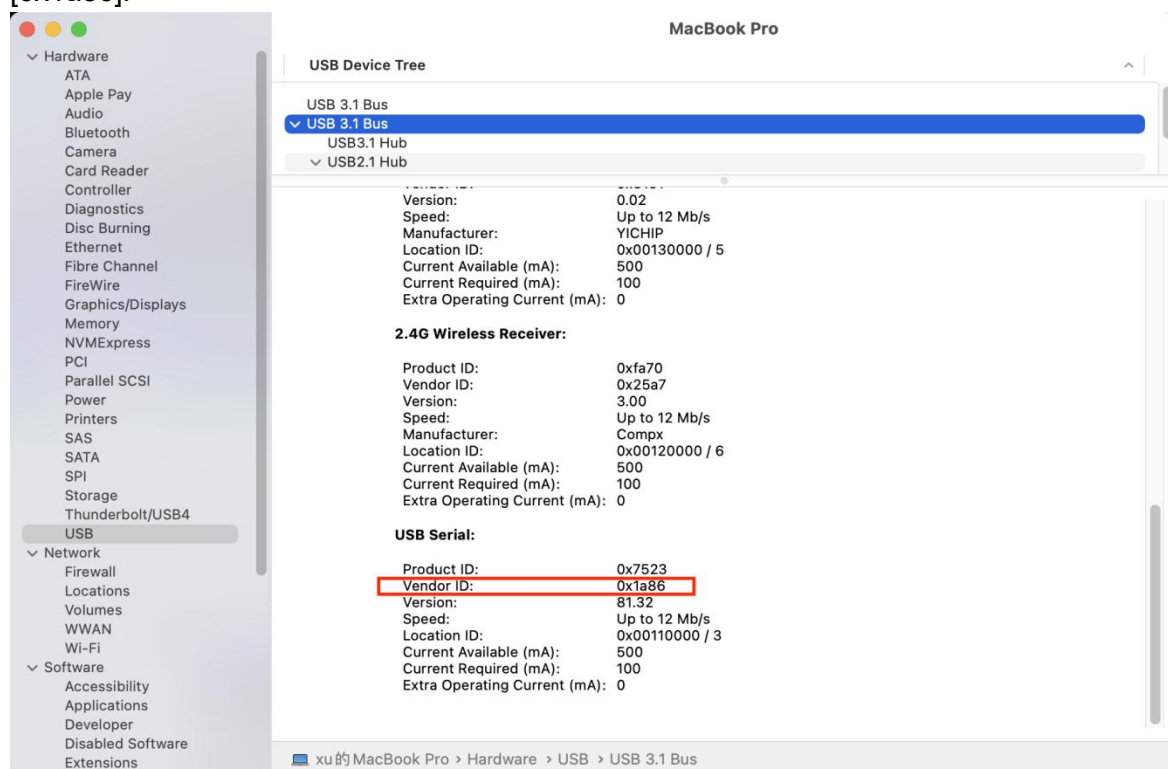 MacBook Pro
Hardware
ATA
Apple Pay
Audio
Bluetooth
Camera
Card Reader
Controller
Diagnostics
Disc Burning
Ethernet
Fibre Channel
FireWire
Graphics/Displays
Memory
NVMExpress
PCI
Parallel SCSI
Power
Printers
SAS
SATA
SPI
Storage
Thunderbolt/USB4
USB
Network
Firewall
Locations
Volumes
WWAN
Wi-Fi
Software
Accessibility
Applications
Developer
Disabled Software
Extensions
USB Device Tree
USB 3.1 Bus
USB 3.1 Bus
USB3.1 Hub
USB2.1 Hub
Version: 0.02
Speed: Up to 12 Mb/s
Manufacturer: YICHIP
Location ID: 0x00130000 / 5
Current Available (mA): 500
Current Required (mA): 100
Extra Operating Current (mA): 0
2.4G Wireless Receiver:
Product ID: 0xfa70
Vendor ID: 0x25a7
Version: 3.00
Speed: Up to 12 Mb/s
Manufacturer: Compx
Location ID: 0x00120000 / 6
Current Available (mA): 500
Current Required (mA): 100
Extra Operating Current (mA): 0
USB Serial:
Product ID: 0x7523
Vendor ID: 0x1a86
Version: 81.32
Speed: Up to 12 Mb/s
Location ID: 0x00110000 / 3
Current Available (mA): 500
Current Required (mA): 100
Extra Operating Current (mA): 0
xu的MacBook Pro › Hardware › USB › USB 3.1 Bus